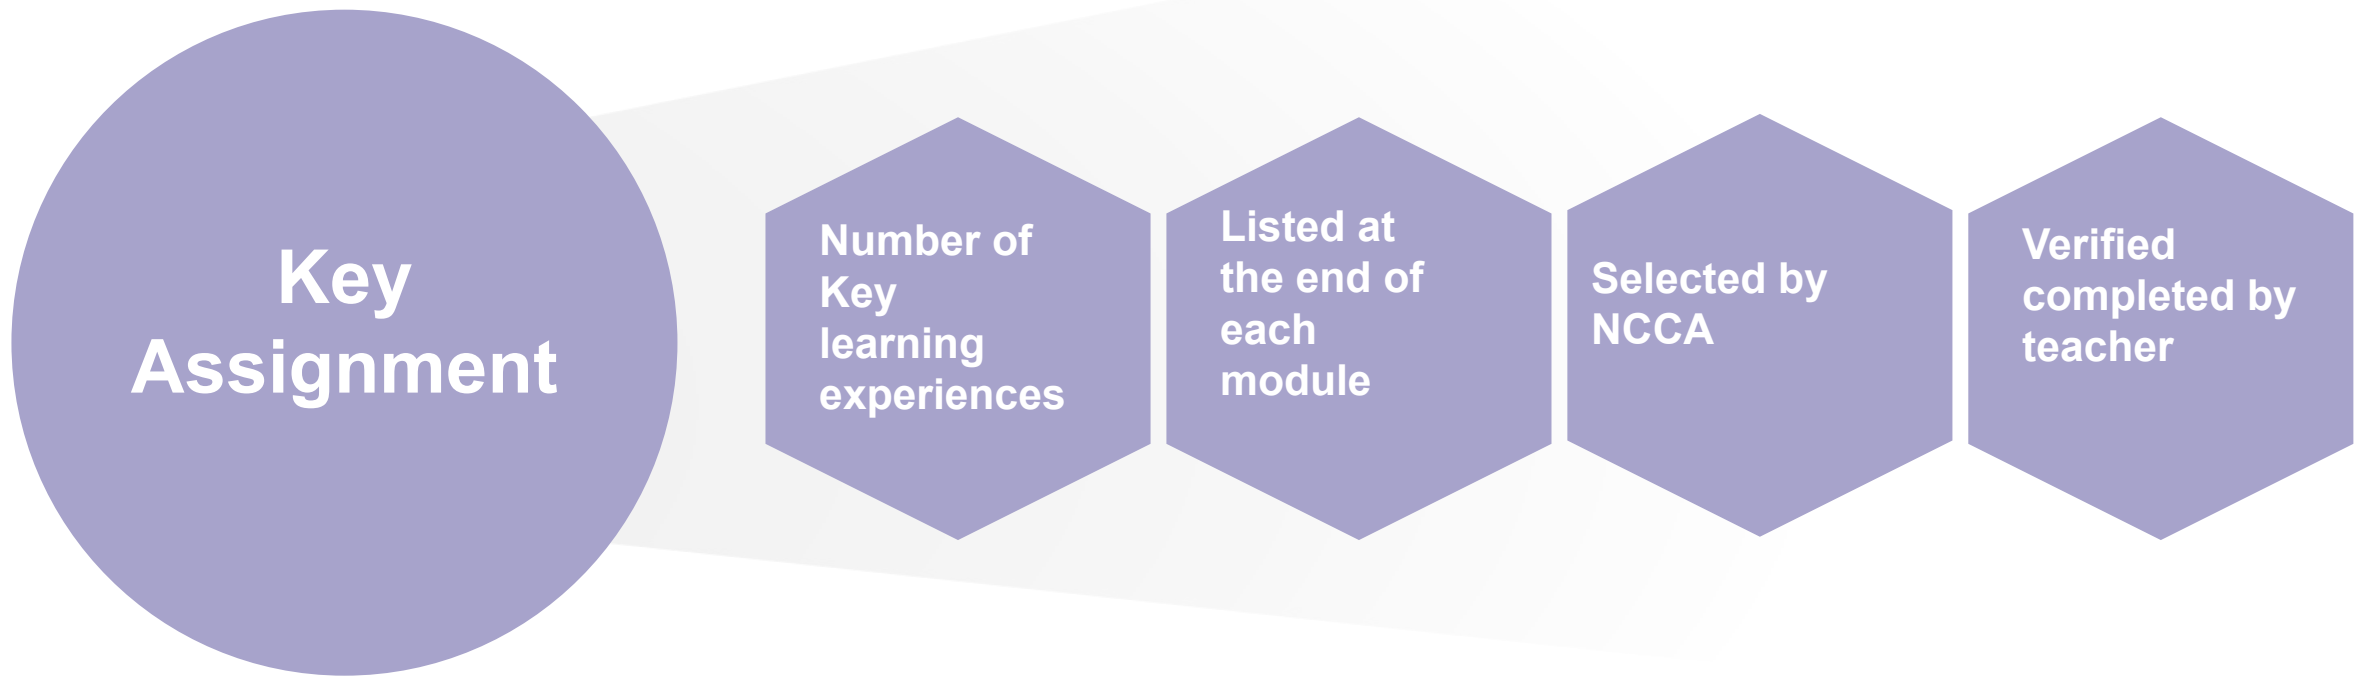 Key
Assignment
Number of
Key
learning
experiences
Listed at
the end of
each
module
Selected by
NCCA
Verified
completed by
teacher